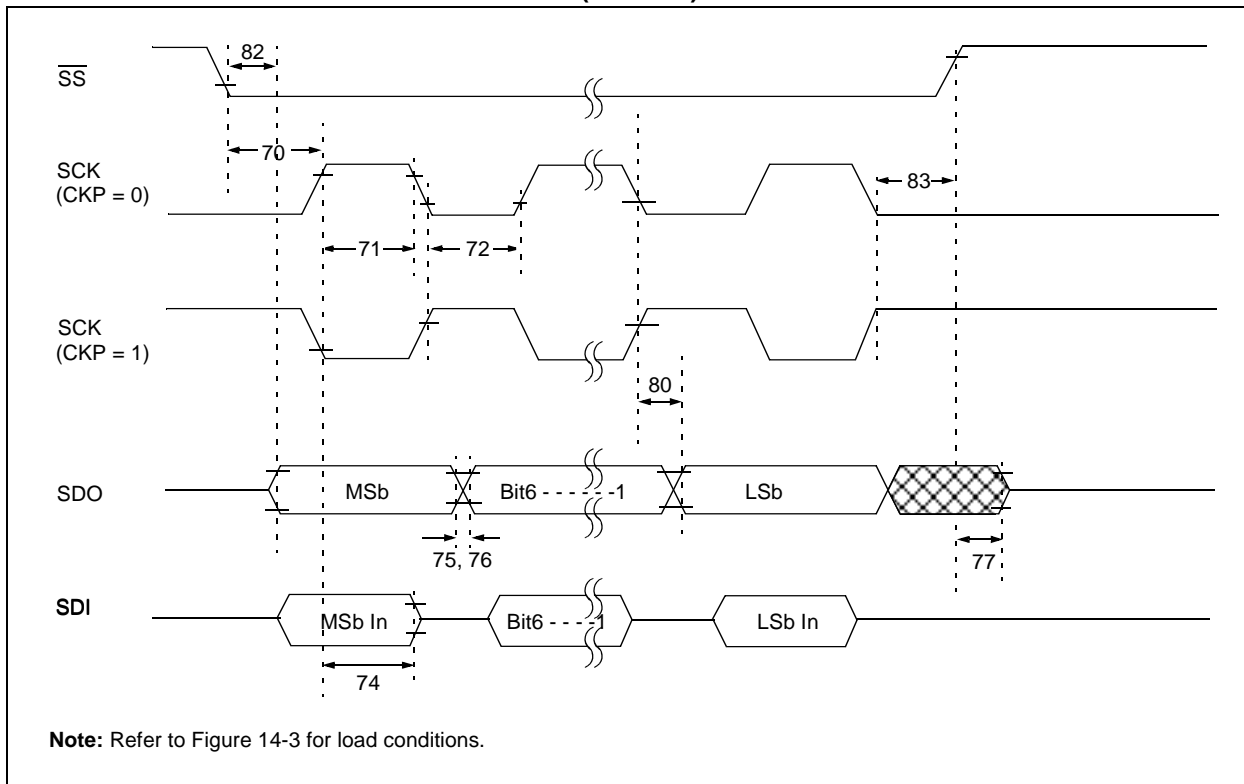 82
SS
70
SCK
(CKP = 0)
83
71
72
SCK
(CKP = 1)
80
SDO
MSb
Bit6 - - - - - -1
LSb
75, 76
77
SDI
MSb In
Bit6 - - - -1
LSb In
74
Note: Refer to Figure 14-3 for load conditions.